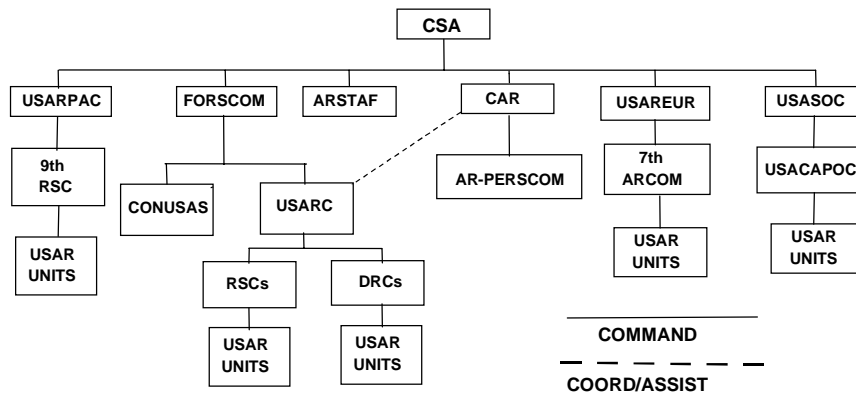 CSA
USARPAC
FORSCOM
ARSTAF
CAR
USAREUR
USASOC
9th
RSC
CONUSAS
USARC
AR-PERSCOM
7th
ARCOM
USACAPOC
USAR
UNITS
RSCs
DRCs
USAR
UNITS
USAR
UNITS
USAR
UNITS
USAR
UNITS
COMMAND
COORD/ASSIST